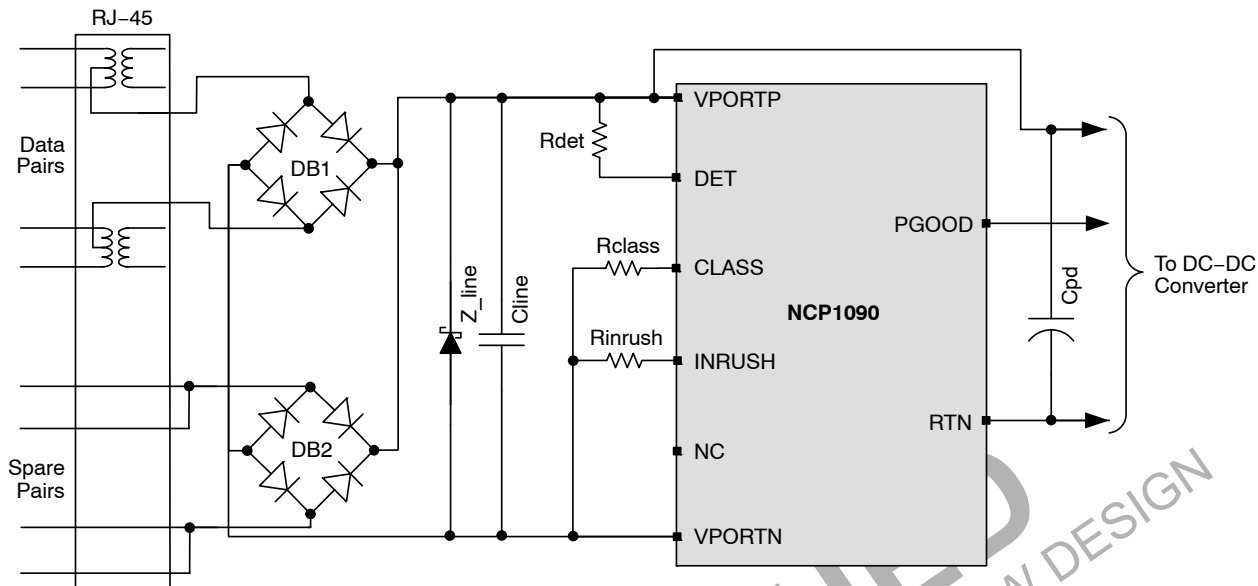 RJ-45
Data
Pairs
DB1
Spare
Pairs
DB2
Z_line
Cline
Rdet
Rclass
Rinrush
VPORTP
DET
CLASS
INRUSH
NC
VPORTN
NCP1090
PGOOD
RTN
Cpd
To DC-DC
Converter
DESIGN